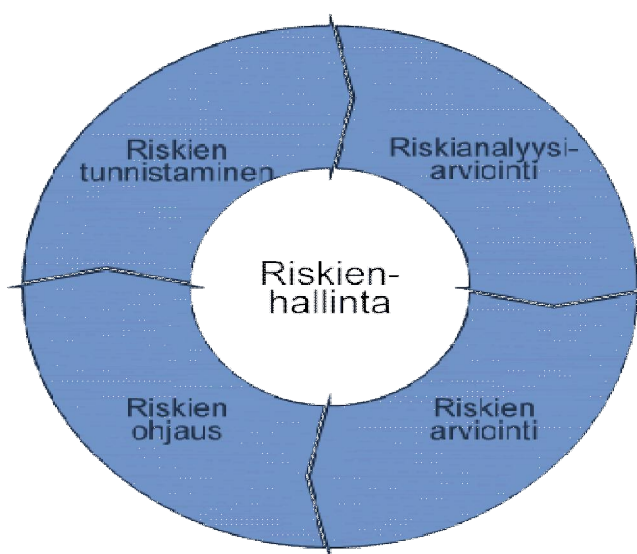 Riskien
tunnistaminen
Riskianalyysi-
arviointi
Riskien-
hallinta
Riskien
ohjaus
Riskien
arviointi